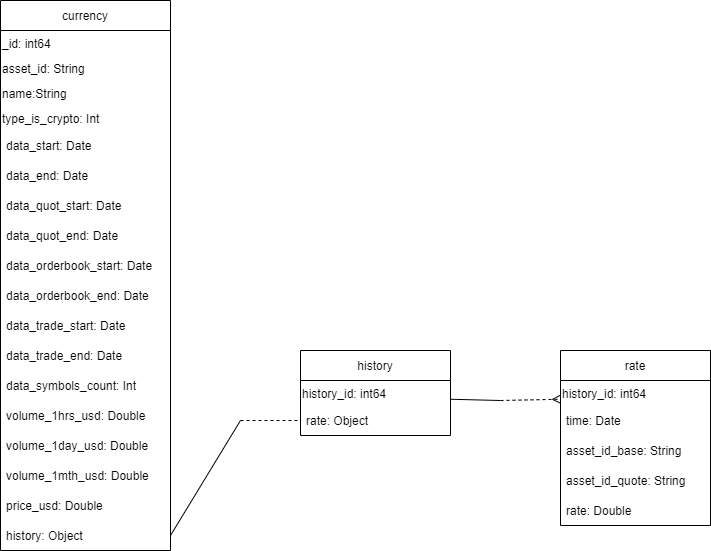 currency
_id: int64
asset_id: String
name:String
type_is_crypto: Int
data_start: Date
data_end: Date
data_quot_start: Date
data_quot_end: Date
data_orderbook_start: Date
data_orderbook_end: Date
data_trade_start: Date
data_trade_end: Date
data_symbols_count: Int
volume_1hrs_usd: Double
volume_1day_usd: Double
volume_1mth_usd: Double
price_usd: Double
history: Object
history
history_id: int64
rate: Object
rate
history_id: int64
time: Date
asset_id_base: String
asset_id_quote: String
rate: Double